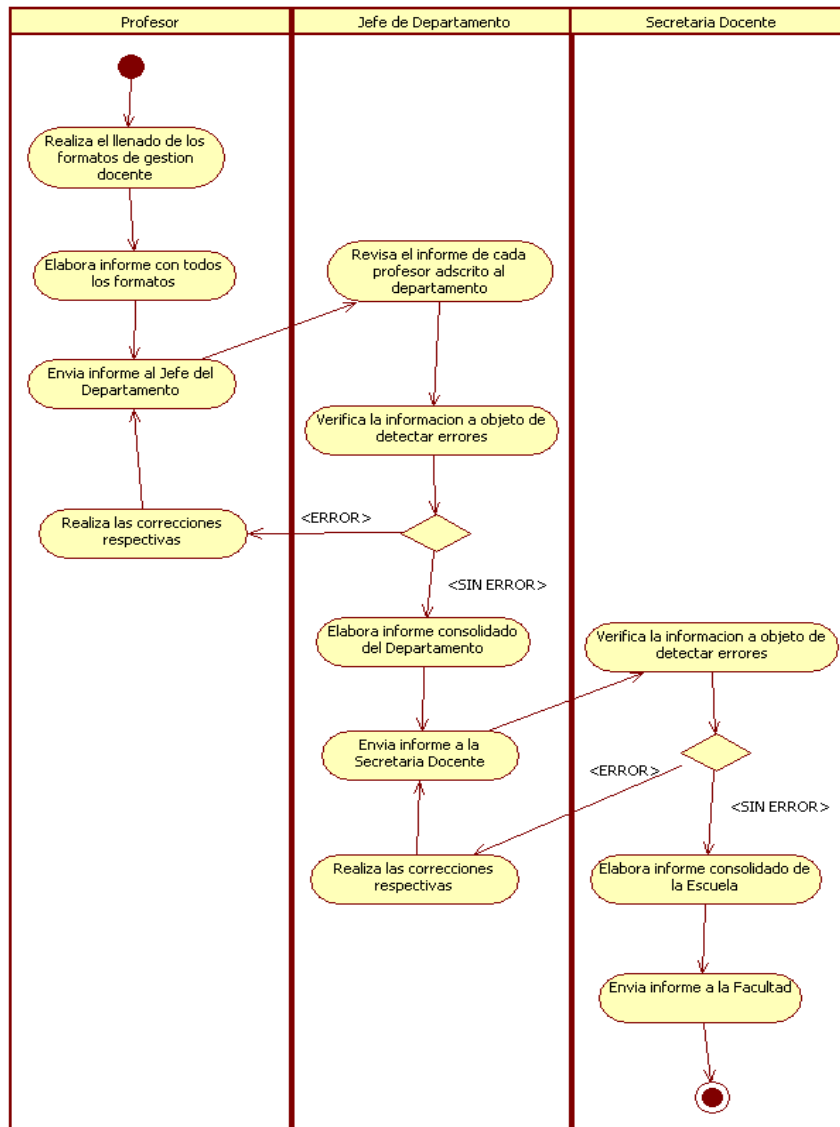 Profesor
Jefe de Departamento
Secretaria Docente
Realiza el llenado de los
formatos de gestion
docente
Elabora informe con todos
los formatos
Revisa el informe de cada
profesor adscrito al
departamento
Envia informe al Jefe del
Departamento
Verifica la informacion a objeto de
detectar errores
Realiza las correcciones
respectivas
<ERROR>
<SIN ERROR>
Elabora informe consolidado
del Departamento
Verifica la informacion a objeto de
detectar errores
Envia informe a la
Secretaria Docente
<ERROR>
<SIN ERROR>
Realiza las correcciones
respectivas
Elabora informe consolidado de
la Escuela
Envia informe a la Facultad